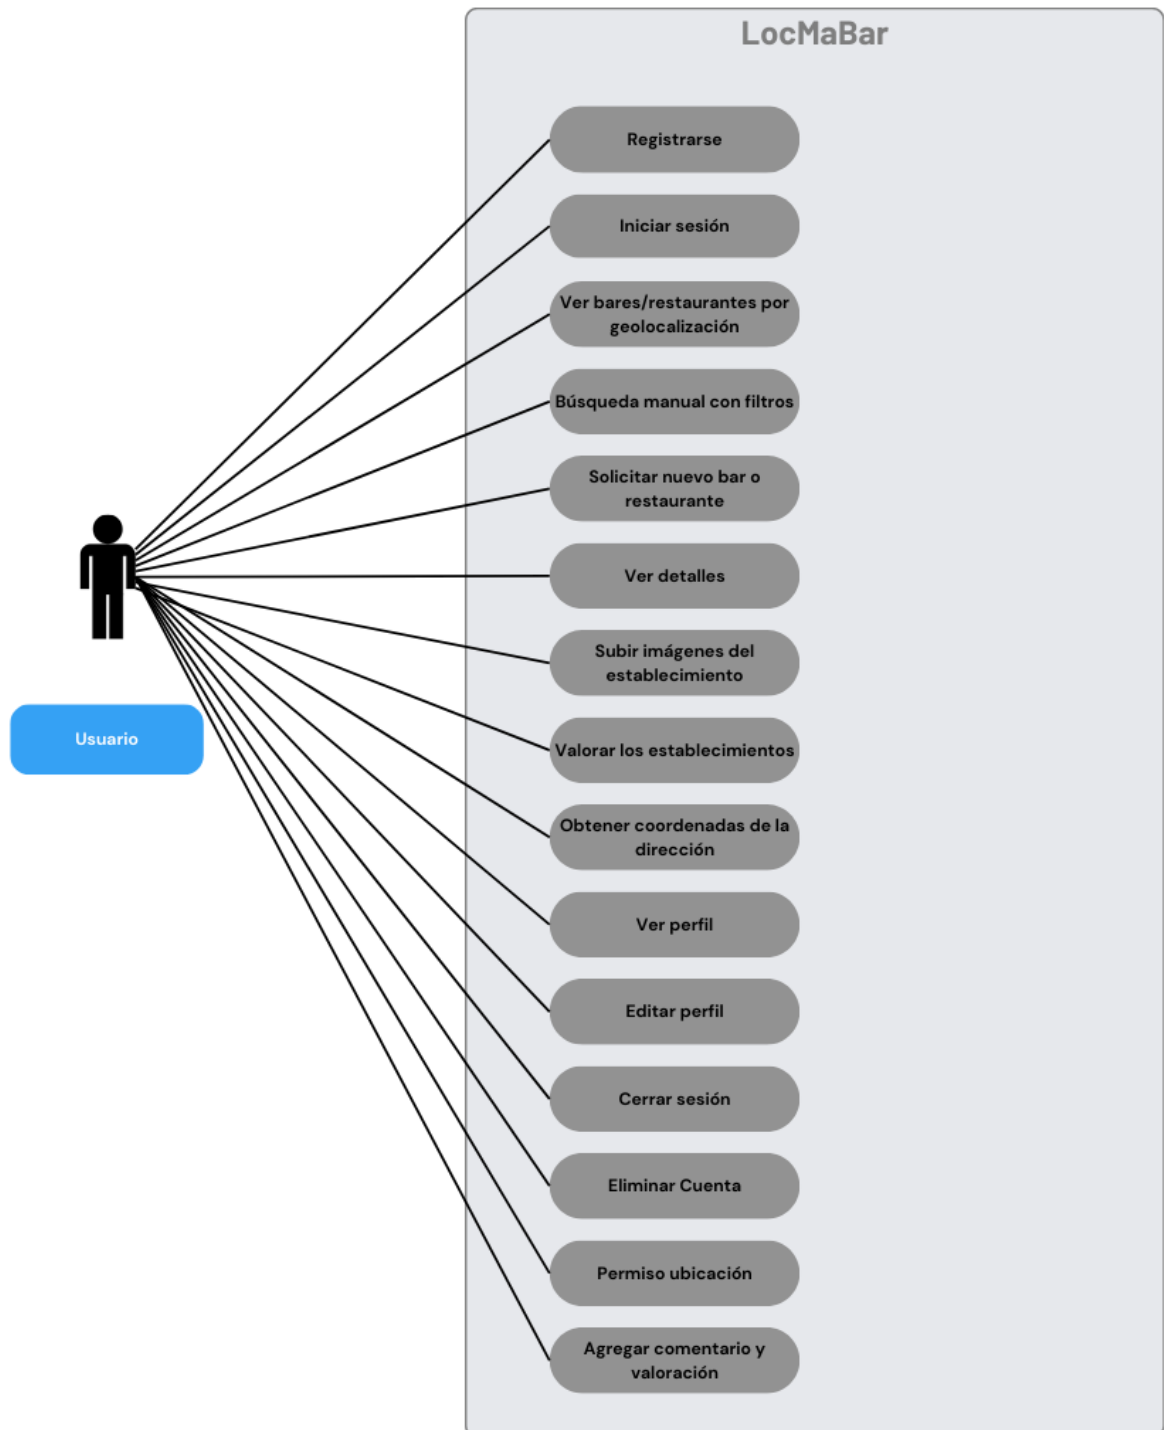 LocMaBar
Registrarse
Iniciar sesión
Ver bares/restaurantes por
geolocalización
Búsqueda manual con filtros
Solicitar nuevo bar o
restaurante
Ver detalles
Subir imágenes del
establecimiento
Usuario
Valorar los establecimientos
Obtener coordenadas de la
dirección
Ver perfil
Editar perfil
Cerrar sesión
Eliminar Cuenta
Permiso ubicación
Agregar comentario y
valoración